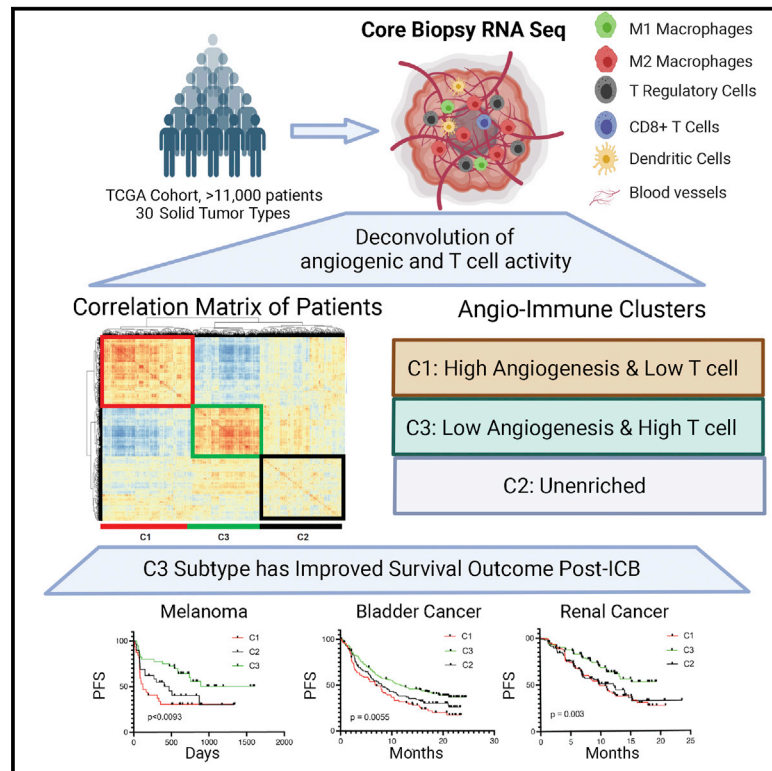 Core Biopsy RNA Seq
M1 Macrophages
M2 Macrophages
T Regulatory Cells
CD8+ T Cells
Dendritic Cells
Blood vessels
TCGA Cohort, >11,000 patients
30 Solid Tumor Types
Deconvolution of
angiogenic and T cell activity
Correlation Matrix of Patients
C1
C3
C2
Angio-Immune Clusters
C1: High Angiogenesis & Low T cell
C3: Low Angiogenesis & High T cell
C2: Unenriched
C3 Subtype has Improved Survival Outcome Post-ICB
Melanoma
PFS
100
50
0
0 500 1000 1500 2000
Days
C1
C2
C3
p<0.0093
Bladder Cancer
PFS
100
50
0
0 10 20 30
Months
C1
C3
C2
p = 0.0055
Renal Cancer
PFS
00
50
0
0 5 10 15 20 25
Months
C1
C3
C2
p = 0.003